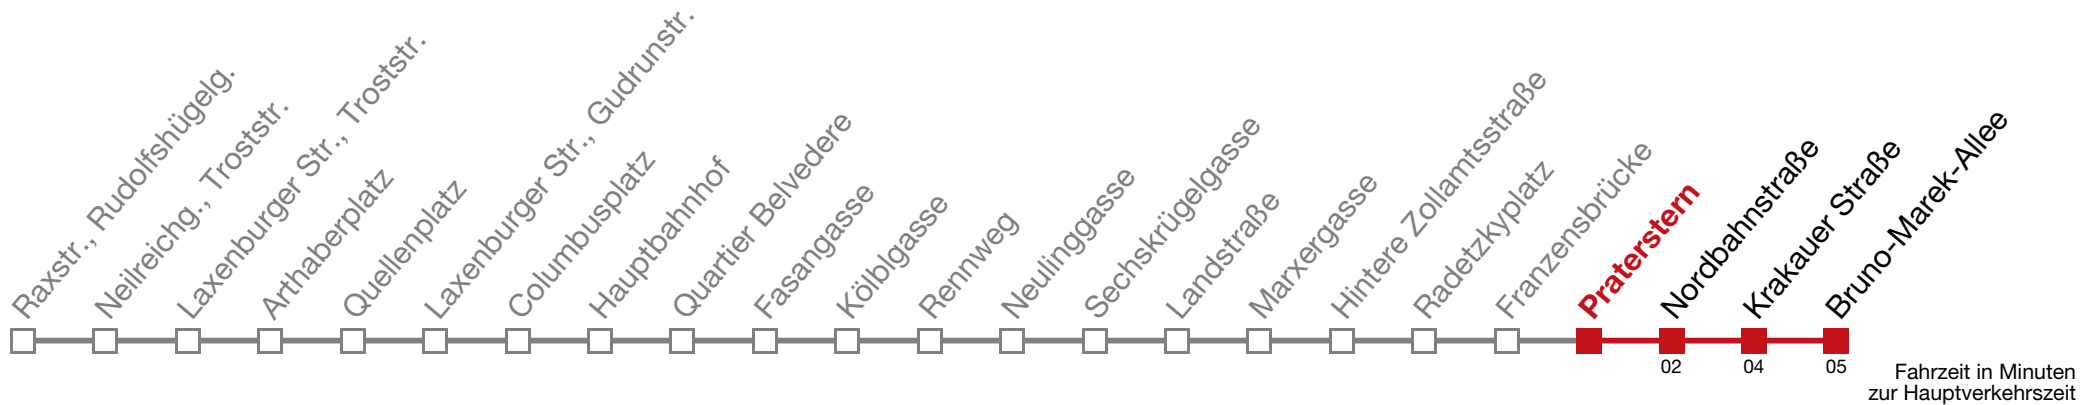 Raxstr., Rudolfshügelg.
Neilreichg., Troststr.
Laxenburger Str., Troststr.
Arthaberplatz
Quellenplatz
Laxenburger Str., Gudrunstr.
Columbusplatz
Hauptbahnhof
Quartier Belvedere
Fasangasse
Kölblgasse
Rennweg
Neulinggasse
Sechskrügelgasse
Landstraße
Marxergasse
Hintere Zollamtsstraße
Radetzkyplatz
Franzensbrücke
Praterstern
Nordbahnstraße
Krakauer Straße
Bruno-Marek-Allee
02 04 05
Fahrzeit in Minuten
zur Hauptverkehrszeit